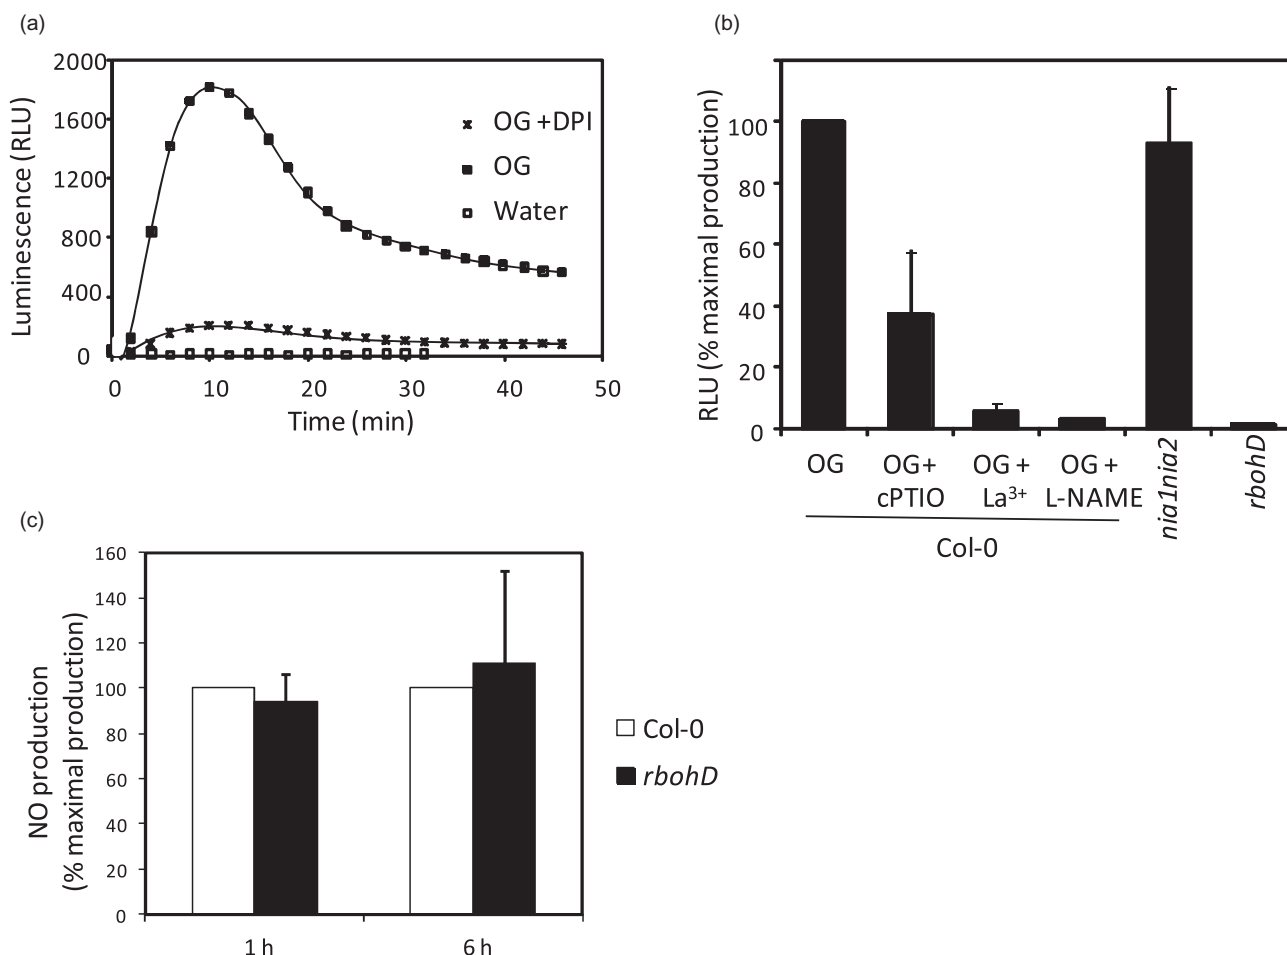 (a)
2000
1600
1200
800
400
0
0 10 20 30 40 50
Luminescence (RLU)
Time (min)
OG +DPI
OG
Water
(b)
100
80
60
40
20
0
RLU (% maximal production)
OG
OG+
cPTIO
OG +
La³⁺
OG +
L-NAME
nia1nia2
rbohD
Col-0
(c)
160
140
120
100
80
60
40
20
0
NO production
(% maximal production)
1 h
6 h
Col-0
rbohD